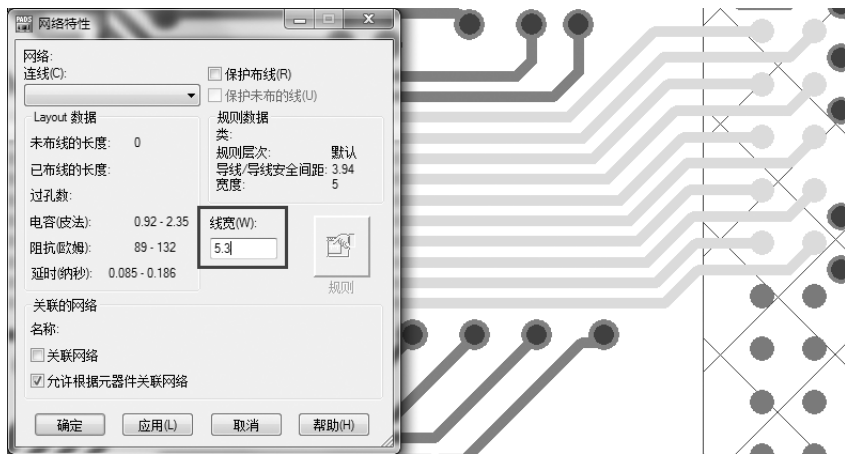 PADS 网络特性
网络:
连线(C):
保护布线(R)
保护未布的线(U)
Layout 数据
未布线的长度: 0
已布线的长度:
过孔数:
电容(皮法): 0.92 - 2.35
阻抗(欧姆): 89 - 132
延时(纳秒): 0.085 - 0.186
规则数据
类:
规则层次: 默认
导线/导线安全间距: 3.94
宽度: 5
线宽(W):
5.3
规则
关联的网络
名称:
关联网络
允许根据元器件关联网络
确定 应用(L) 取消 帮助(H)